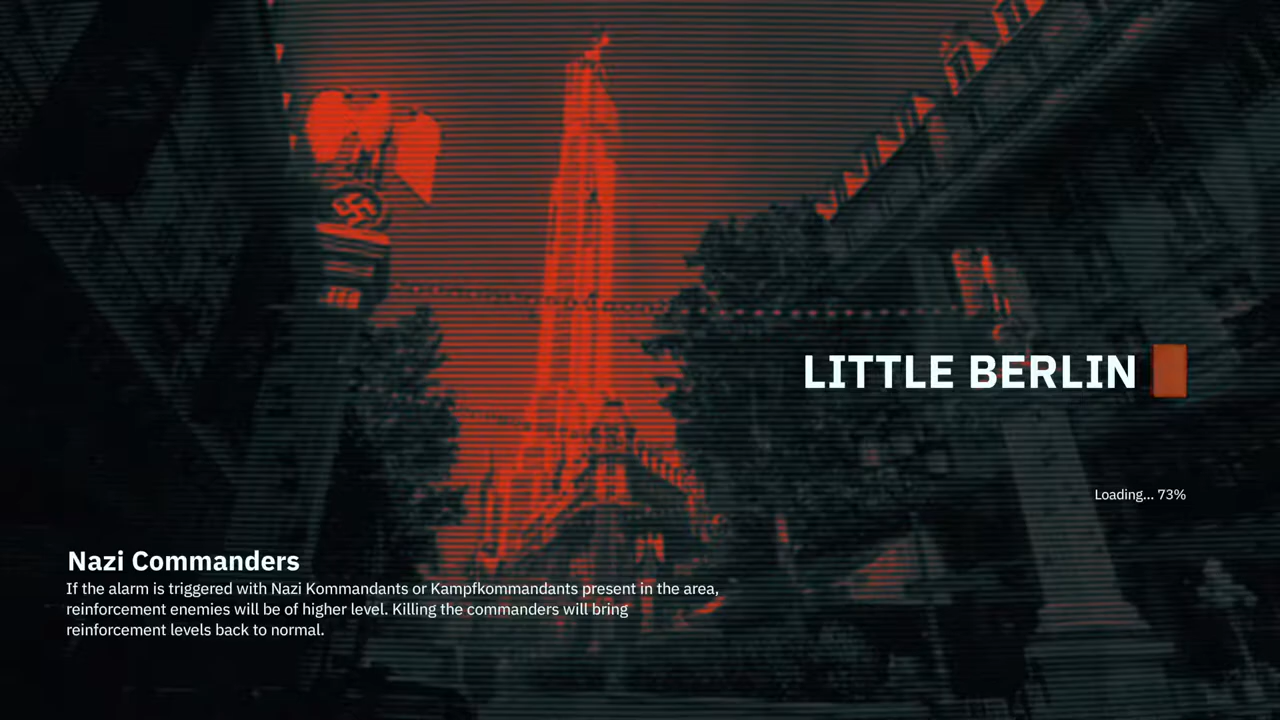 LITTLE BERLIN
Loading... 73%
Nazi Commanders
If the alarm is triggered with Nazi Kommandants or Kampfkommandants present in the area,
reinforcement enemies will be of higher level. Killing the commanders will bring
reinforcement levels back to normal.